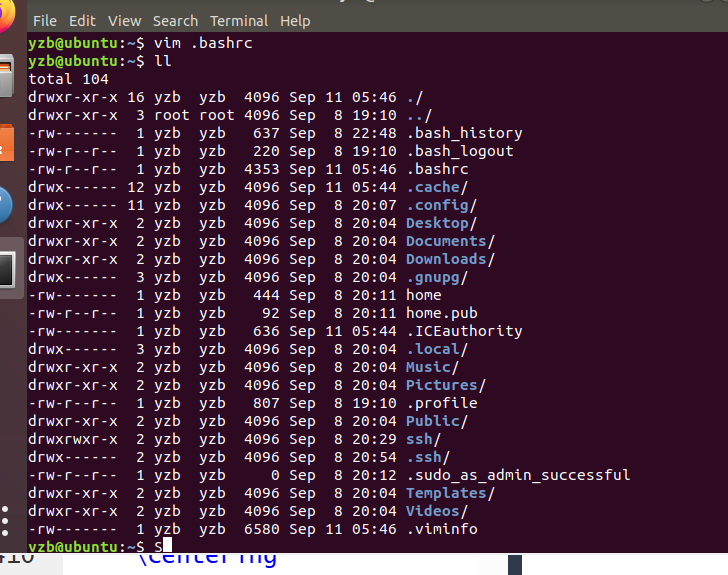 File Edit View Search Terminal Help
yzb@ubuntu:~$ vim .bashrc
yzb@ubuntu:~$ ll
total 104
drwxr-xr-x 16 yzb  yzb  4096 Sep 11 05:46 ./
drwxr-xr-x  3 root root 4096 Sep  8 19:10 ../
-rw-------  1 yzb  yzb   637 Sep  8 22:48 .bash_history
-rw-r--r--  1 yzb  yzb   220 Sep  8 19:10 .bash_logout
-rw-r--r--  1 yzb  yzb  4353 Sep 11 05:46 .bashrc
drwx------ 12 yzb  yzb  4096 Sep 11 05:44 .cache/
drwx------ 11 yzb  yzb  4096 Sep  8 20:07 .config/
drwxr-xr-x  2 yzb  yzb  4096 Sep  8 20:04 Desktop/
drwxr-xr-x  2 yzb  yzb  4096 Sep  8 20:04 Documents/
drwxr-xr-x  2 yzb  yzb  4096 Sep  8 20:04 Downloads/
drwx------  3 yzb  yzb  4096 Sep  8 20:04 .gnupg/
-rw-------  1 yzb  yzb   444 Sep  8 20:11 home
-rw-r--r--  1 yzb  yzb    92 Sep  8 20:11 home.pub
-rw-------  1 yzb  yzb   636 Sep 11 05:44 .ICEauthority
drwx------  3 yzb  yzb  4096 Sep  8 20:04 .local/
drwxr-xr-x  2 yzb  yzb  4096 Sep  8 20:04 Music/
drwxr-xr-x  2 yzb  yzb  4096 Sep  8 20:04 Pictures/
-rw-r--r--  1 yzb  yzb   807 Sep  8 19:10 .profile
drwxr-xr-x  2 yzb  yzb  4096 Sep  8 20:04 Public/
drwxrwxr-x  2 yzb  yzb  4096 Sep  8 20:29 ssh/
drwx------  2 yzb  yzb  4096 Sep  8 20:54 .ssh/
-rw-r--r--  1 yzb  yzb     0 Sep  8 20:12 .sudo_as_admin_successful
drwxr-xr-x  2 yzb  yzb  4096 Sep  8 20:04 Templates/
drwxr-xr-x  2 yzb  yzb  4096 Sep  8 20:04 Videos/
-rw-------  1 yzb  yzb  6580 Sep 11 05:46 .viminfo
yzb@ubuntu:~$ S
\centering